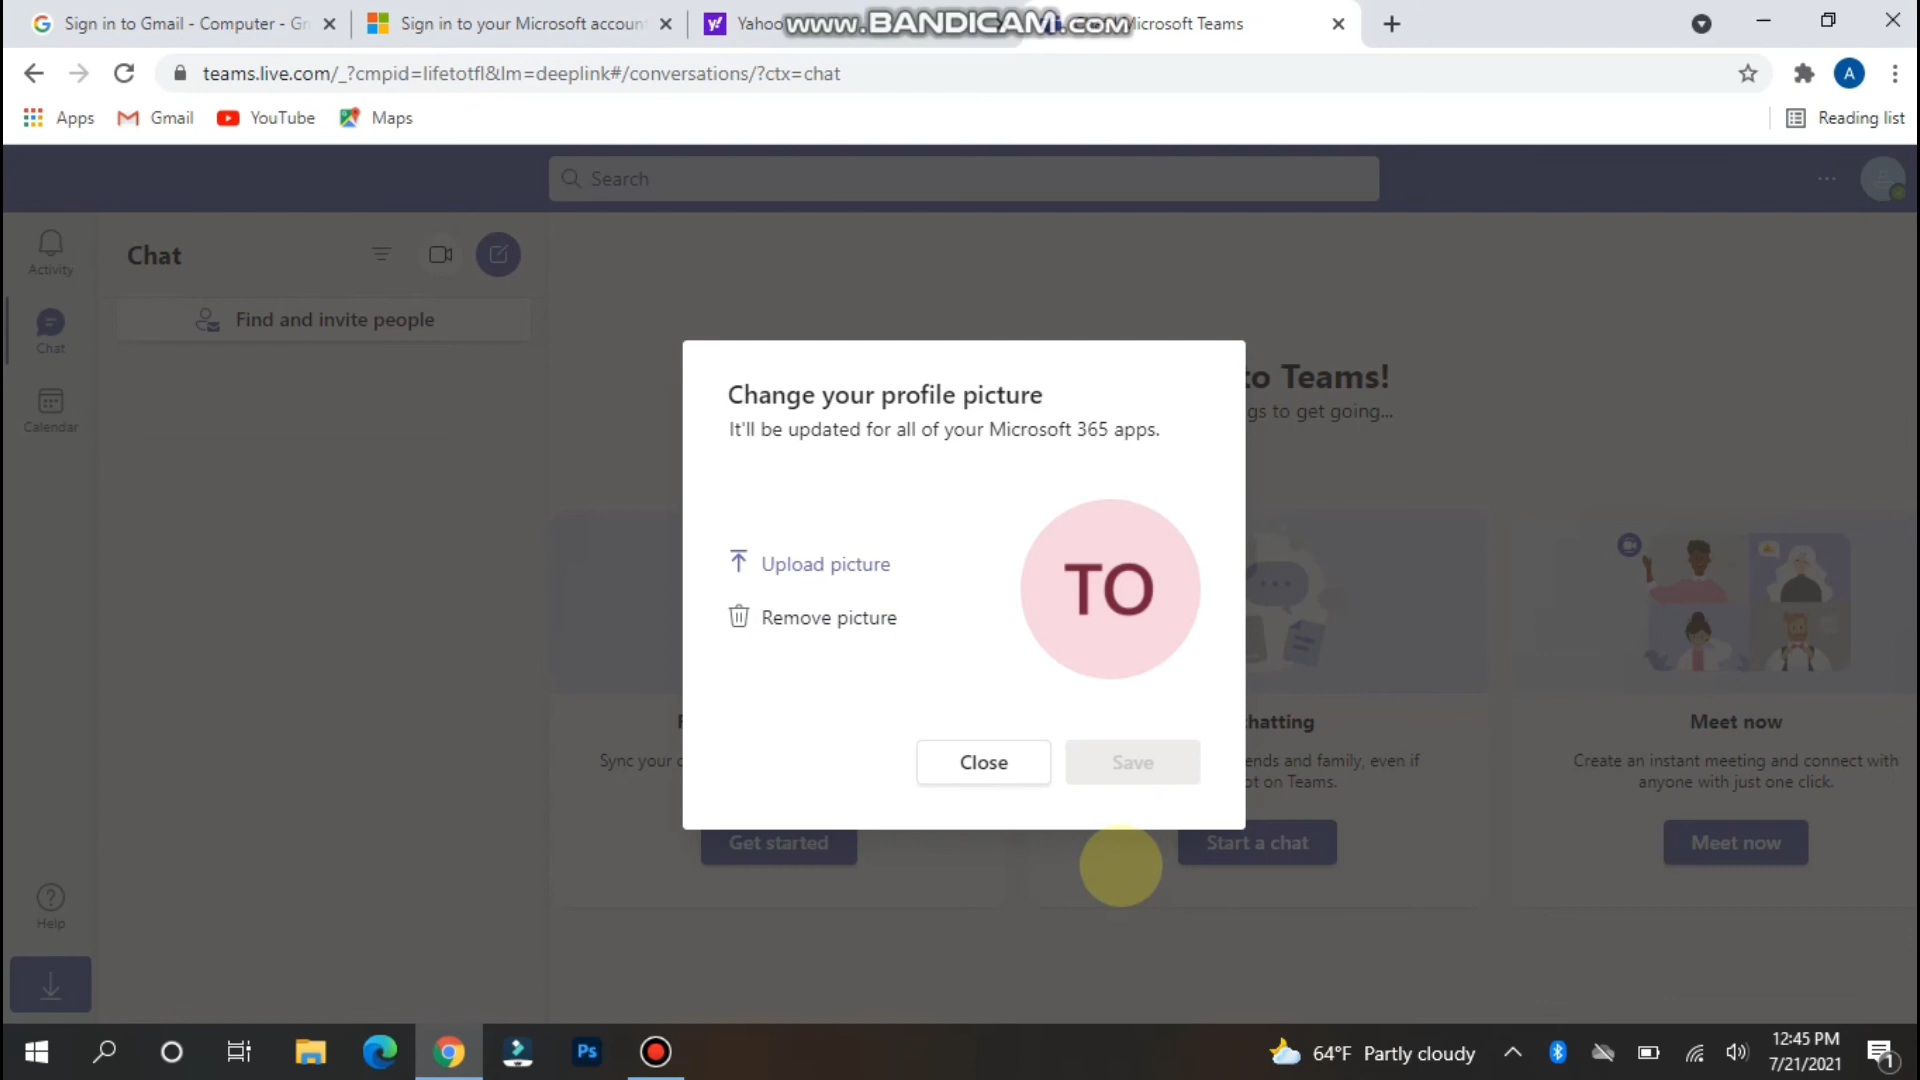 Sign in to Gmail - Computer - Gm
Sign in to your Microsoft account
Yahoo
www.BANDICAM.com
Microsoft Teams
teams.live.com/_?cmpid=lifetotfl&lm=deeplink#/conversations/?ctx=chat
A
Apps
Gmail
YouTube
Maps
Reading list
Search
Activity
Chat
Calendar
Help
Chat
Find and invite people
to Teams!
gs to get going...
Change your profile picture
It'll be updated for all of your Microsoft 365 apps.
Upload picture
Remove picture
TO
Close
Save
Sync your
Get started
hatting
ends and family, even if
ot on Teams.
Start a chat
Meet now
Create an instant meeting and connect with
anyone with just one click.
Meet now
Ps
64°F Partly cloudy
12:45 PM
7/21/2021
1